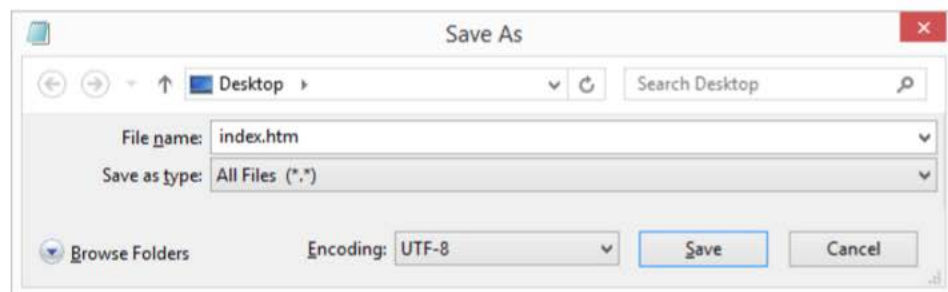 Save As
Desktop
Search Desktop
File name: index.htm
Save as type: All Files (*.*)
Browse Folders Encoding: UTF-8 Save Cancel